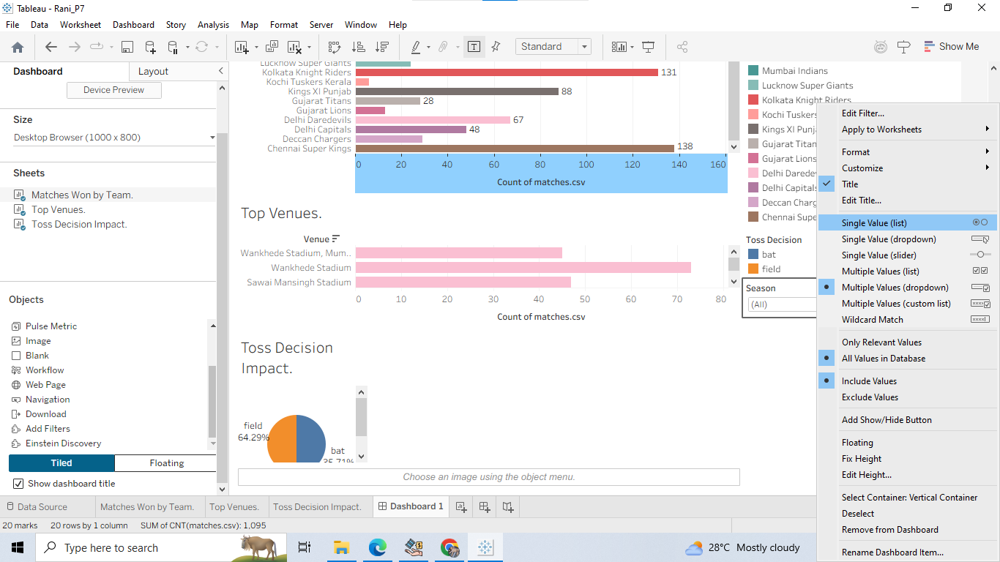 Tableau - Rani_P7
File Data Worksheet Dashboard Story Analysis Map Format Server Window Help
Standard
Show Me
Dashboard
Layout
Device Preview
Size
Desktop Browser (1000 x 800)
Sheets
Matches Won by Team.
Top Venues.
Toss Decision Impact.
Objects
Pulse Metric
Image
Blank
Workflow
Web Page
Navigation
Download
Add Filters
Einstein Discovery
Tiled
Floating
Show dashboard title
Lucknow Super Giants
Kolkata Knight Riders 131
Kochi Tuskers Kerala
Kings XI Punjab 88
Gujarat Titans 28
Gujarat Lions
Delhi Daredevils 67
Delhi Capitals 48
Deccan Chargers
Chennai Super Kings 138
0 20 40 60 80 100 120 140 160
Count of matches.csv
Top Venues.
Venue
Wankhede Stadium, Mum..
Wankhede Stadium
Sawai Mansingh Stadium
0 10 20 30 40 50 60 70 80
Count of matches.csv
Toss Decision
Impact.
field
64.29%
bat
35.71%
Choose an image using the object menu.
Mumbai Indians
Lucknow Super Giants
Kolkata Knight Riders
Kochi Tuskers
Kings XI Punj
Gujarat Titan
Gujarat Lions
Delhi Darede
Delhi Capitals
Deccan Charg
Chennai Supe
Toss Decision
bat
field
Season
(All)
Edit Filter...
Apply to Worksheets
Format
Customize
Title
Edit Title...
Single Value (list)
Single Value (dropdown)
Single Value (slider)
Multiple Values (list)
Multiple Values (dropdown)
Multiple Values (custom list)
Wildcard Match
Only Relevant Values
All Values in Database
Include Values
Exclude Values
Add Show/Hide Button
Floating
Fix Height
Edit Height...
Select Container: Vertical Container
Deselect
Remove from Dashboard
Rename Dashboard Item...
Data Source
Matches Won by Team.
Top Venues.
Toss Decision Impact.
Dashboard 1
20 marks 20 rows by 1 column SUM of CNT(matches.csv): 1,095
Type here to search
28°C Mostly cloudy